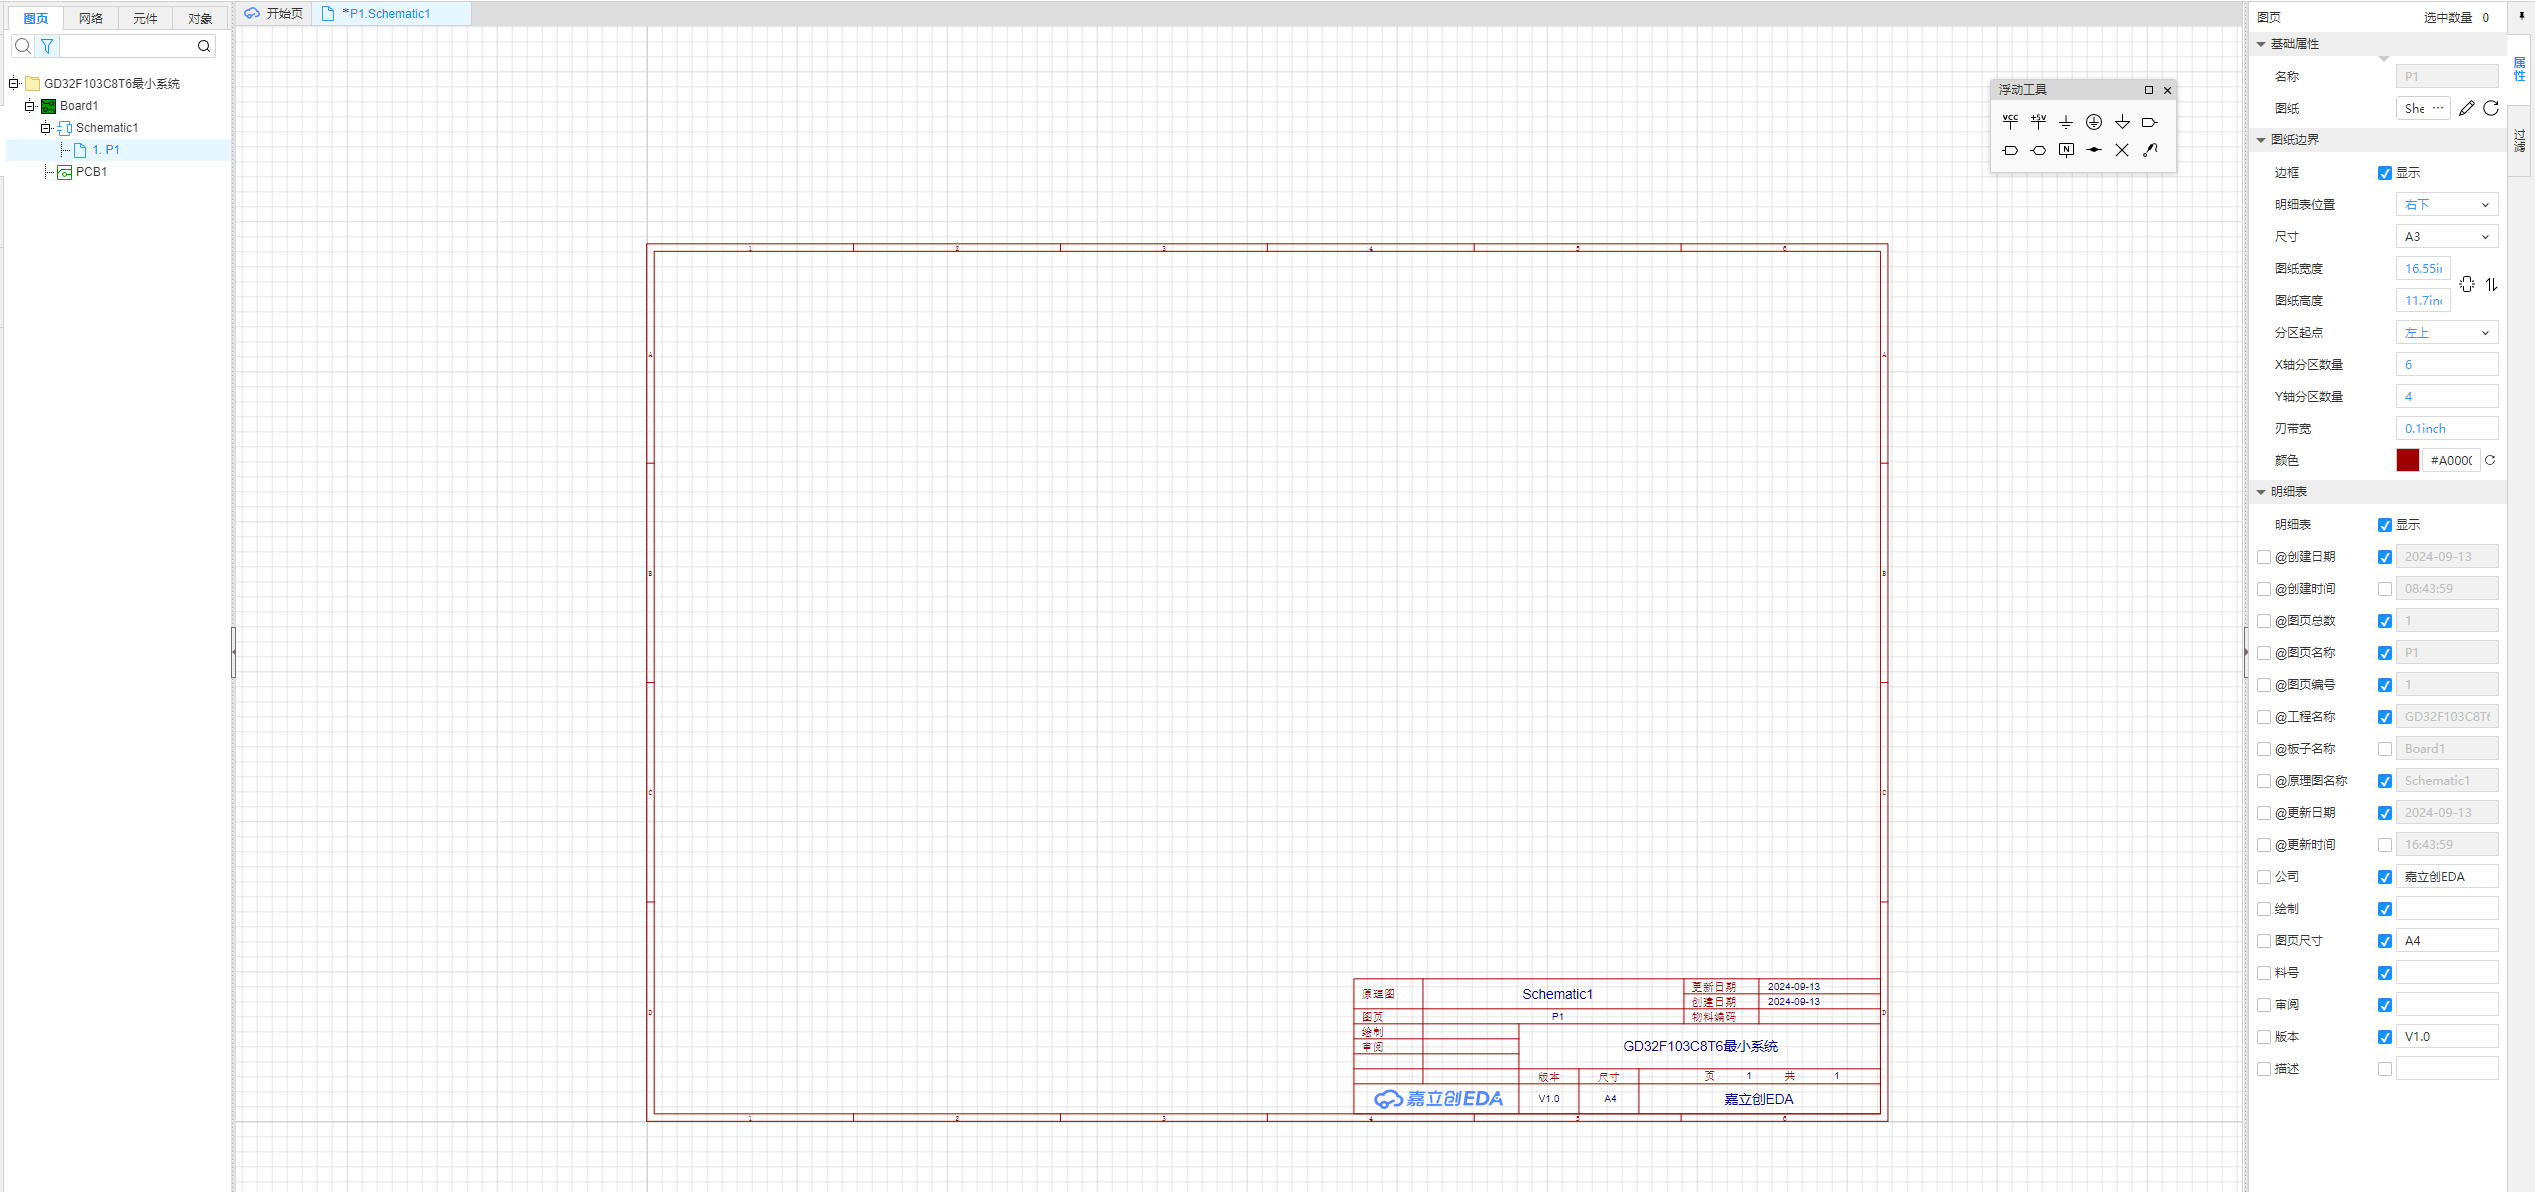 图页 网络 元件 对象
GD32F103C8T6最小系统
Board1
Schematic1
1. P1
PCB1
开始页 *P1.Schematic1
浮动工具
VCC +5V
N
1 2 3 4 5 6
A A
B B
C C
D D
原理图 Schematic1 更新日期 2024-09-13
创建日期 2024-09-13
图页 P1 物料编码
绘制
审阅
GD32F103C8T6最小系统
版本 尺寸 页 1 共 1
嘉立创EDA V1.0 A4 嘉立创EDA
1 2 3 4 5 6
图页 选中数量 0
基础属性
名称 P1
图纸 She ...
图纸边界
边框 显示
明细表位置 右下
尺寸 A3
图纸宽度 16.55in
图纸高度 11.7inc
分区起点 左上
X轴分区数量 6
Y轴分区数量 4
刃带宽 0.1inch
颜色 #A0000
明细表
明细表 显示
@创建日期 2024-09-13
@创建时间 08:43:59
@图页总数 1
@图页名称 P1
@图页编号 1
@工程名称 GD32F103C8T6
@板子名称 Board1
@原理图名称 Schematic1
@更新日期 2024-09-13
@更新时间 16:43:59
公司 嘉立创EDA
绘制
图页尺寸 A4
料号
审阅
版本 V1.0
描述
属性
过滤